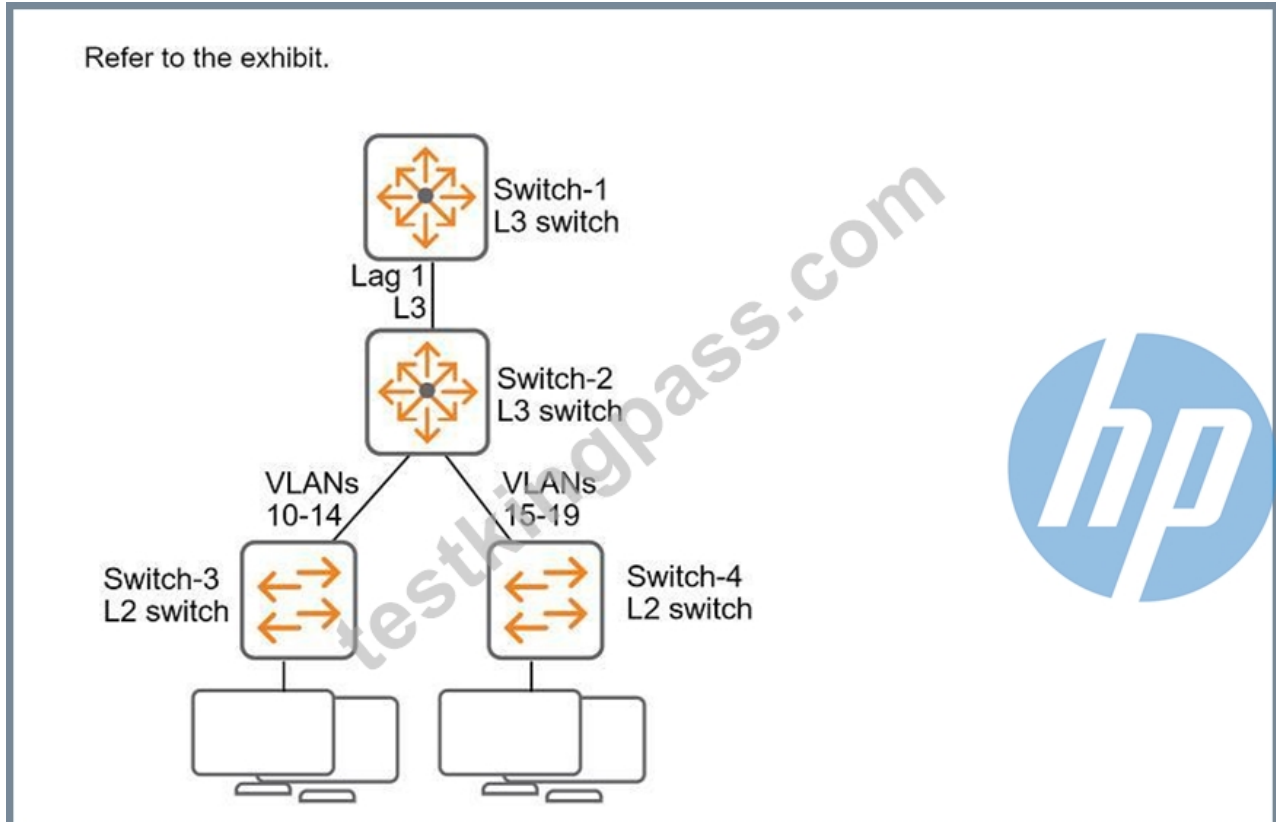 Refer to the exhibit.
Switch-1
L3 switch
Lag 1
L3
Switch-2
L3 switch
VLANs
10-14
VLANs
15-19
Switch-3
L2 switch
Switch-4
L2 switch
testkingpass.com
hp